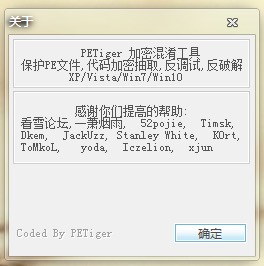 关于
PETiger 加密混淆工具
保护PE文件,代码加密抽取,反调试,反破解
XP/Vista/Win7/Win10
感谢你们提高的帮助:
看雪论坛,一萧烟雨, 52pojie, Timsk,
Dkem, JackUzz, Stanley White, KOrt,
ToMkoL, yoda, Iczelion, xjun
Coded By PETiger
确定